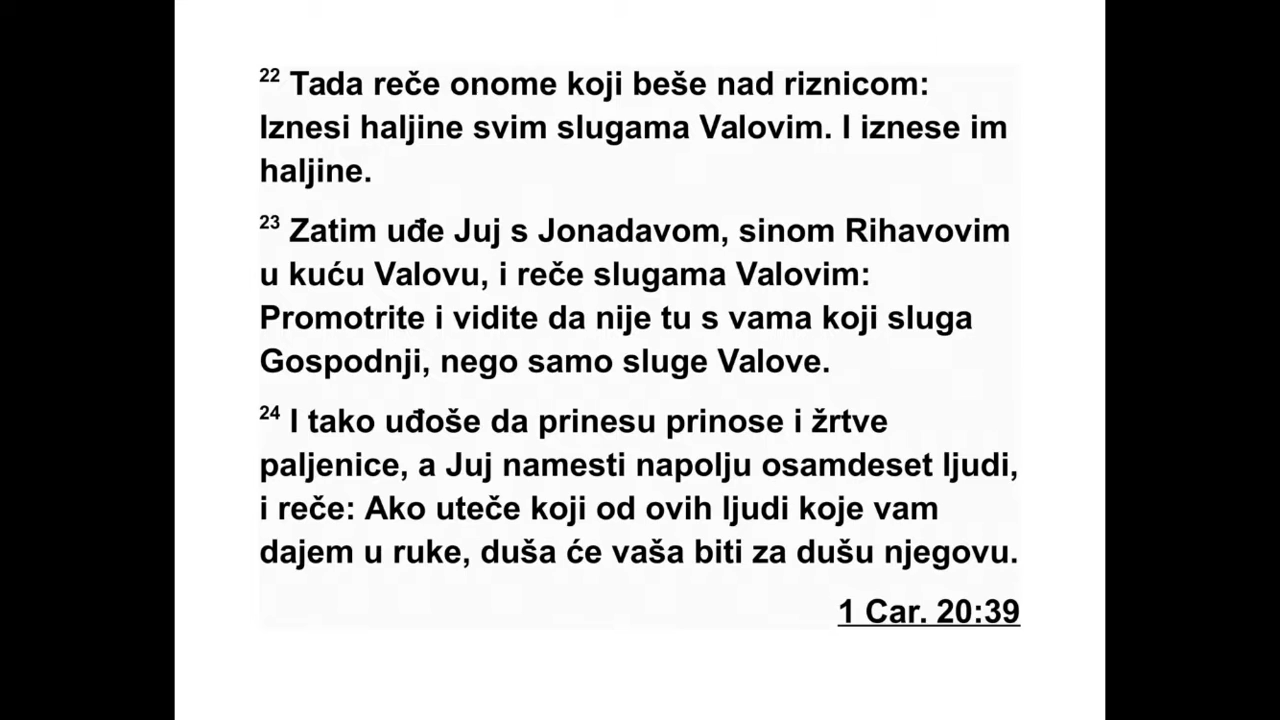 22 Tada reče onome koji beše nad riznicom:
Iznesi haljine svim slugama Valovim. I iznese im
haljine.
23 Zatim uđe Juj s Jonadavom, sinom Rihavovim
u kuću Valovu, i reče slugama Valovim:
Promotrite i vidite da nije tu s vama koji sluga
Gospodnji, nego samo sluge Valove.
24 I tako uđoše da prinesu prinose i žrtve
paljenice, a Juj namesti napolju osamdeset ljudi,
i reče: Ako uteče koji od ovih ljudi koje vam
dajem u ruke, duša će vaša biti za dušu njegovu.
1 Car. 20:39